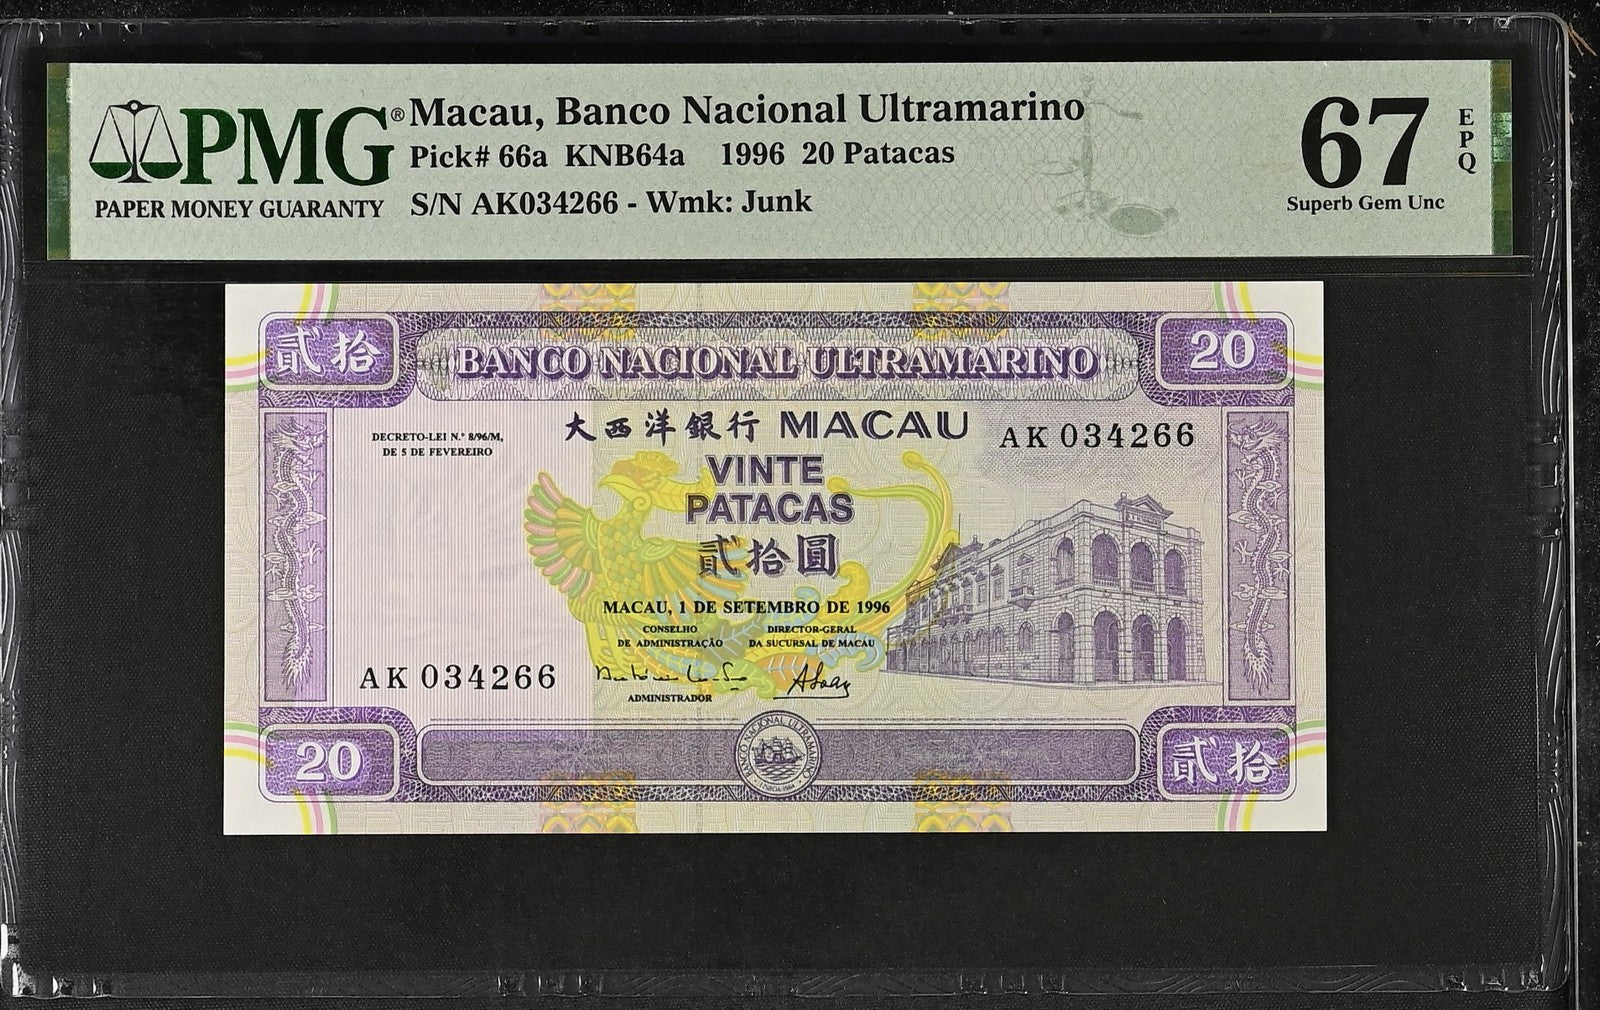 PMG®
PAPER MONEY GUARANTY
Macau, Banco Nacional Ultramarino
Pick# 66a KNB64a 1996 20 Patacas
S/N AK034266 - Wmk: Junk
67
EPQ
Superb Gem Unc
貳拾
BANCO NACIONAL ULTRAMARINO
20
DECRETO-LEI N.º 8/96/M,
DE 5 DE FEVEREIRO
大西洋銀行 MACAU
AK 034266
VINTE
PATACAS
貳拾圓
MACAU, 1 DE SETEMBRO DE 1996
CONSELHO
DE ADMINISTRAÇÃO
DIRECTOR-GERAL
DA SUCURSAL DE MACAU
AK 034266
ADMINISTRADOR
20
BANCO NACIONAL ULTRAMARINO
貳拾